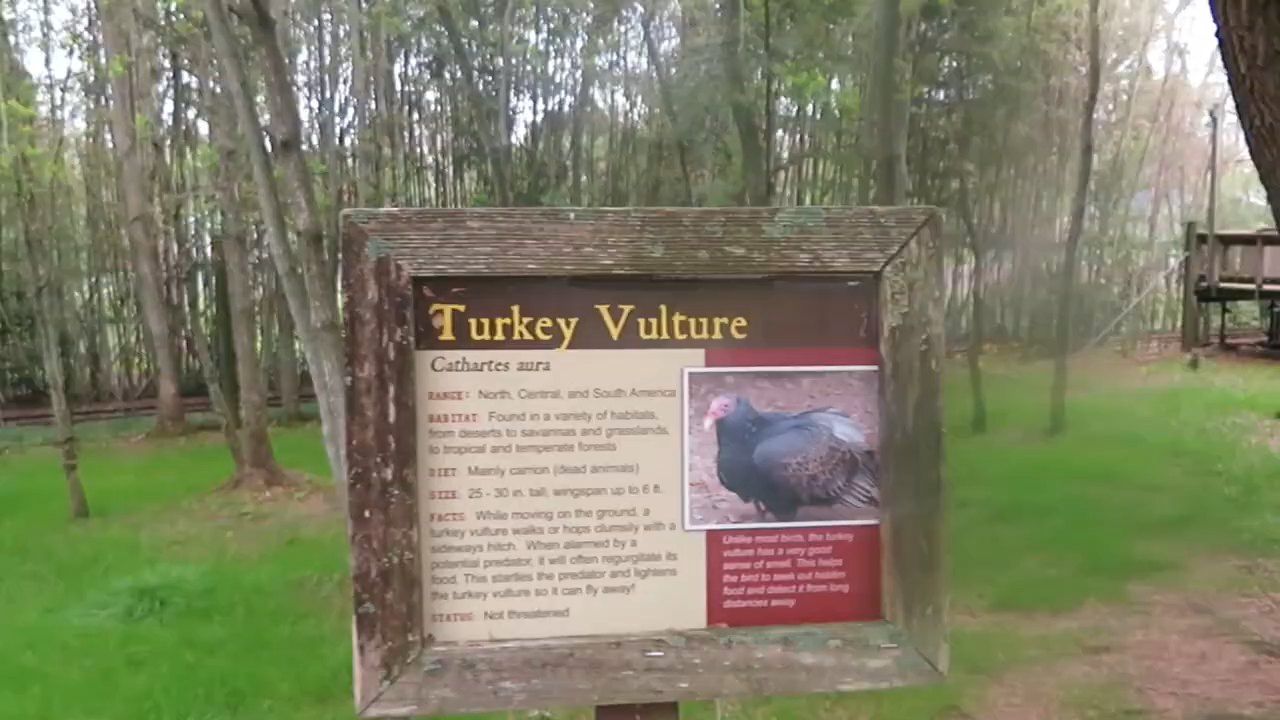 Turkey Vulture
Cathartes aura
RANGE: North, Central, and South America
HABITAT: Found in a variety of habitats,
from deserts to savannas and grasslands,
to tropical and temperate forests
DIET: Mainly carrion (dead animals)
SIZE: 25 - 30 in. tall, wingspan up to 6 ft.
FACTS: While moving on the ground, a
turkey vulture walks or hops clumsily with a
sideways hitch. When alarmed by a
potential predator, it will often regurgitate its
food. This startles the predator and lightens
the turkey vulture so it can fly away!
STATUS: Not threatened
Unlike most birds, the turkey
vulture has a very good
sense of smell. This helps
the bird to seek out hidden
food and detect it from long
distances away